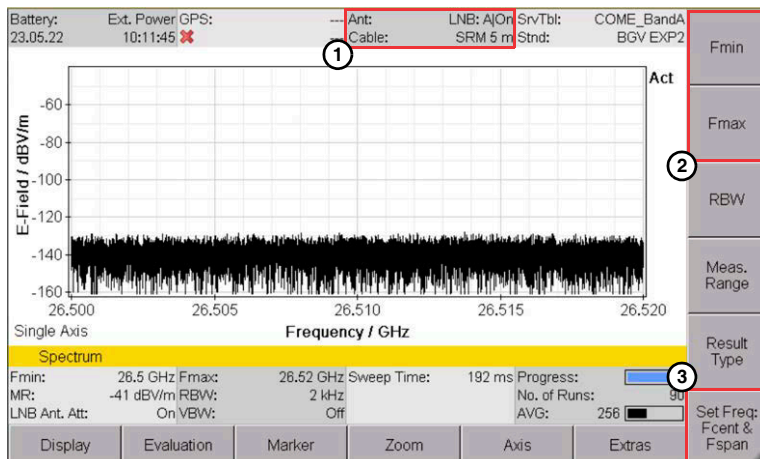 Battery: Ext. Power GPS: --- Ant: LNB: A|On SrvTbl: COME_BandA
23.05.22 10:11:45 --- Cable: SRM 5 m Stnd: BGV EXP2
1
Act
E-Field / dBV/m
-60
-80
-100
-120
-140
-160
26.500 26.505 26.510 26.515 26.520
Single Axis Frequency / GHz
Spectrum
Fmin: 26.5 GHz Fmax: 26.52 GHz Sweep Time: 192 ms Progress:
MR: -41 dBV/m RBW: 2 kHz No. of Runs: 90
LNB Ant. Att: On VBW: Off AVG: 256
Display Evaluation Marker Zoom Axis Extras
Fmin
Fmax
2
RBW
Meas.
Range
Result
Type
3
Set Freq:
Fcent &
Fspan